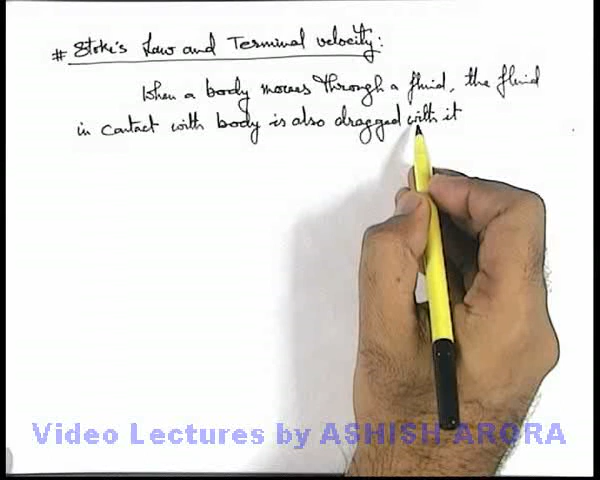 # Stoke's Law and Terminal velocity:
When a body moves through a fluid, the fluid
in contact with body is also dragged with it
Video Lectures by ASHISH ARORA